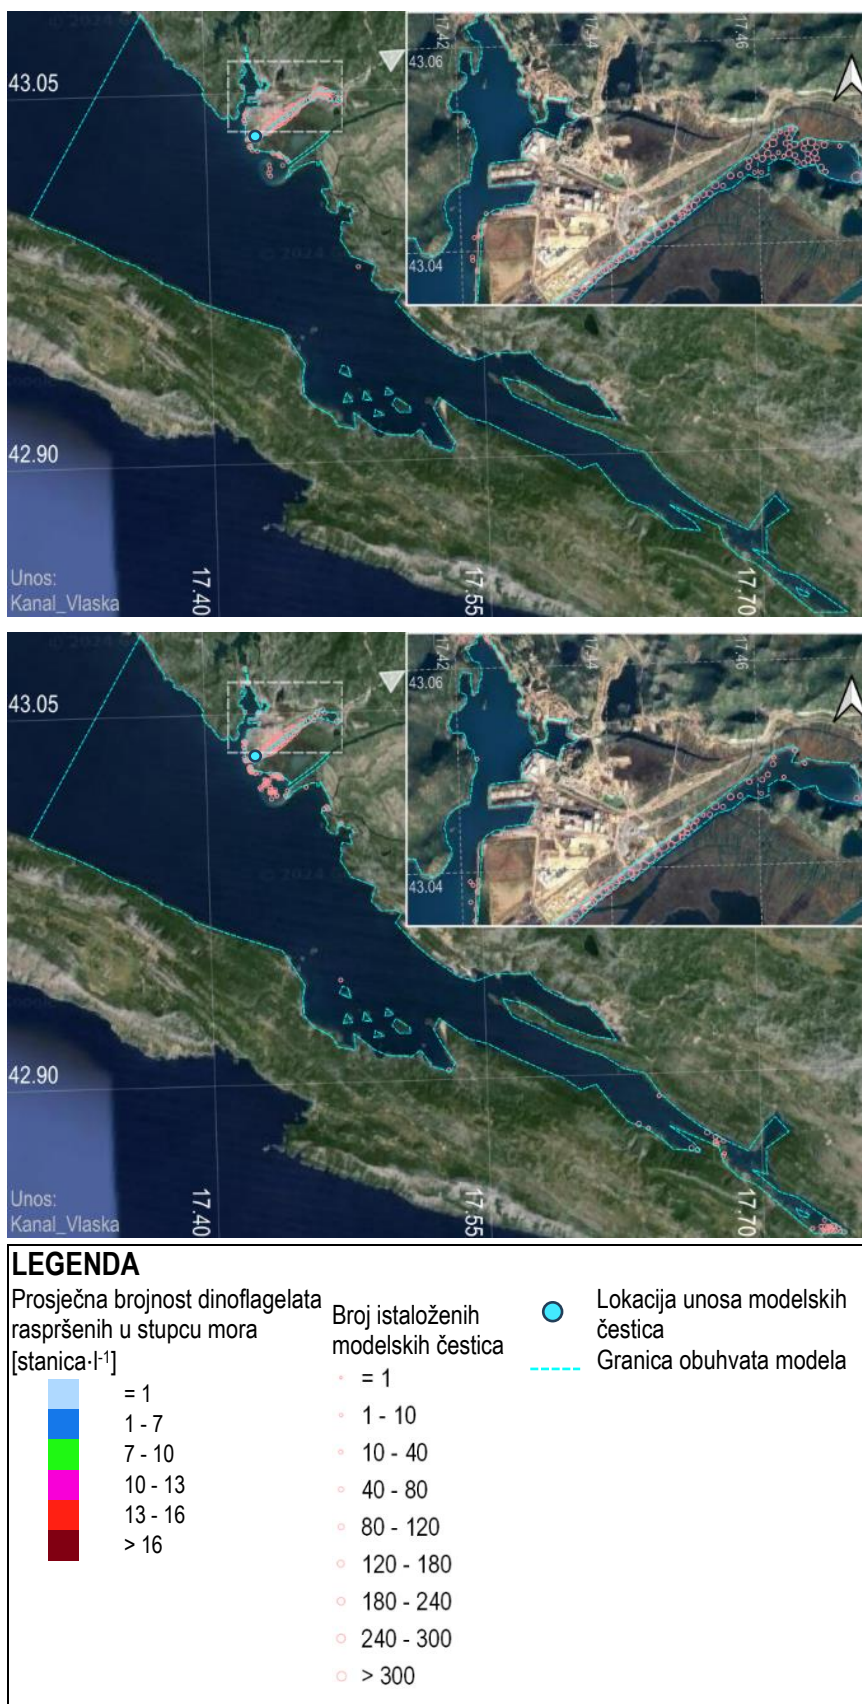 © 2024 G
17.42
17.44
17.46
43.06
43.05
43.04
© 2024 G
42.90
17.40
17.55
17.70
Unos:
Kanal_Vlaska
17.42
17.44
17.46
43.06
43.05
43.04
© 2024
42.90
17.40
17.55
17.70
Unos:
Kanal_Vlaska
LEGENDA
Prosječna brojnost dinoflagelata
raspršenih u stupcu mora
[stanica·l-1]
= 1
1 - 7
7 - 10
10 - 13
13 - 16
> 16
Broj istaloženih
modelskih čestica
= 1
1 - 10
10 - 40
40 - 80
80 - 120
120 - 180
180 - 240
240 - 300
> 300
Lokacija unosa modelskih
čestica
Granica obuhvata modela